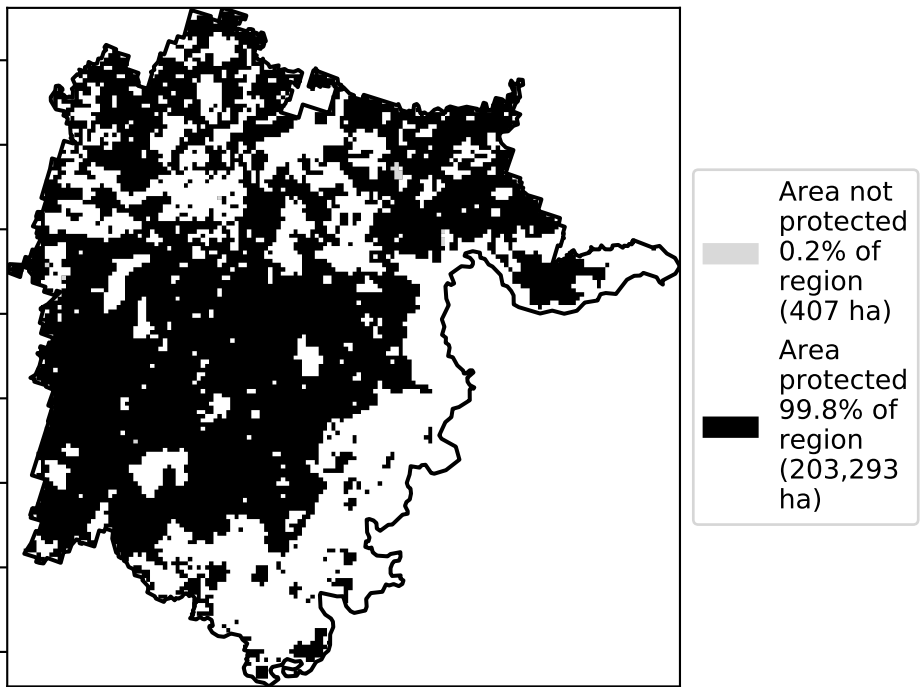 Area not
protected
0.2% of
region
(407 ha)
Area
protected
99.8% of
region
(203,293
ha)